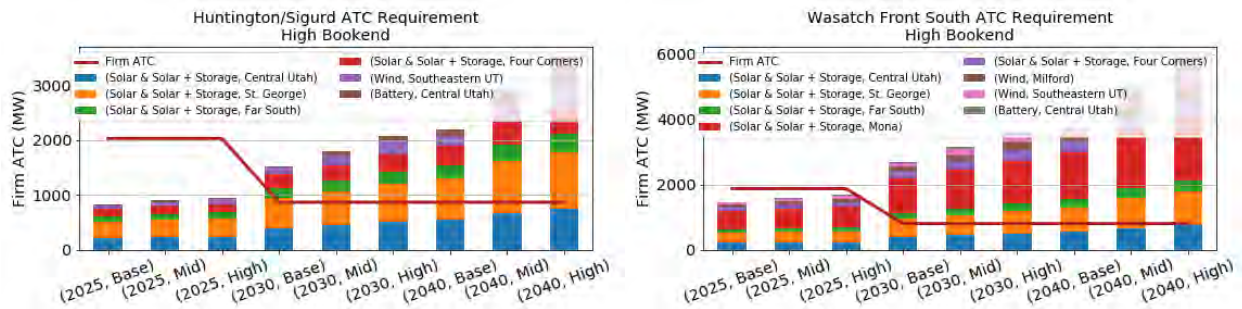 Huntington/Sigurd ATC Requirement
High Bookend
Firm ATC (MW)
3000
2000
1000
0
Firm ATC
(Solar & Solar + Storage, Central Utah)
(Solar & Solar + Storage, St. George)
(Solar & Solar + Storage, Far South)
(Solar & Solar + Storage, Four Corners)
(Wind, Southeastern UT)
(Battery, Central Utah)
(2025, Base)
(2025, Mid)
(2025, High)
(2030, Base)
(2030, Mid)
(2030, High)
(2040, Base)
(2040, Mid)
(2040, High)
Wasatch Front South ATC Requirement
High Bookend
Firm ATC (MW)
6000
4000
2000
0
Firm ATC
(Solar & Solar + Storage, Central Utah)
(Solar & Solar + Storage, St. George)
(Solar & Solar + Storage, Far South)
(Solar & Solar + Storage, Mona)
(Solar & Solar + Storage, Four Corners)
(Wind, Milford)
(Wind, Southeastern UT)
(Battery, Central Utah)
(2025, Base)
(2025, Mid)
(2025, High)
(2030, Base)
(2030, Mid)
(2030, High)
(2040, Base)
(2040, Mid)
(2040, High)